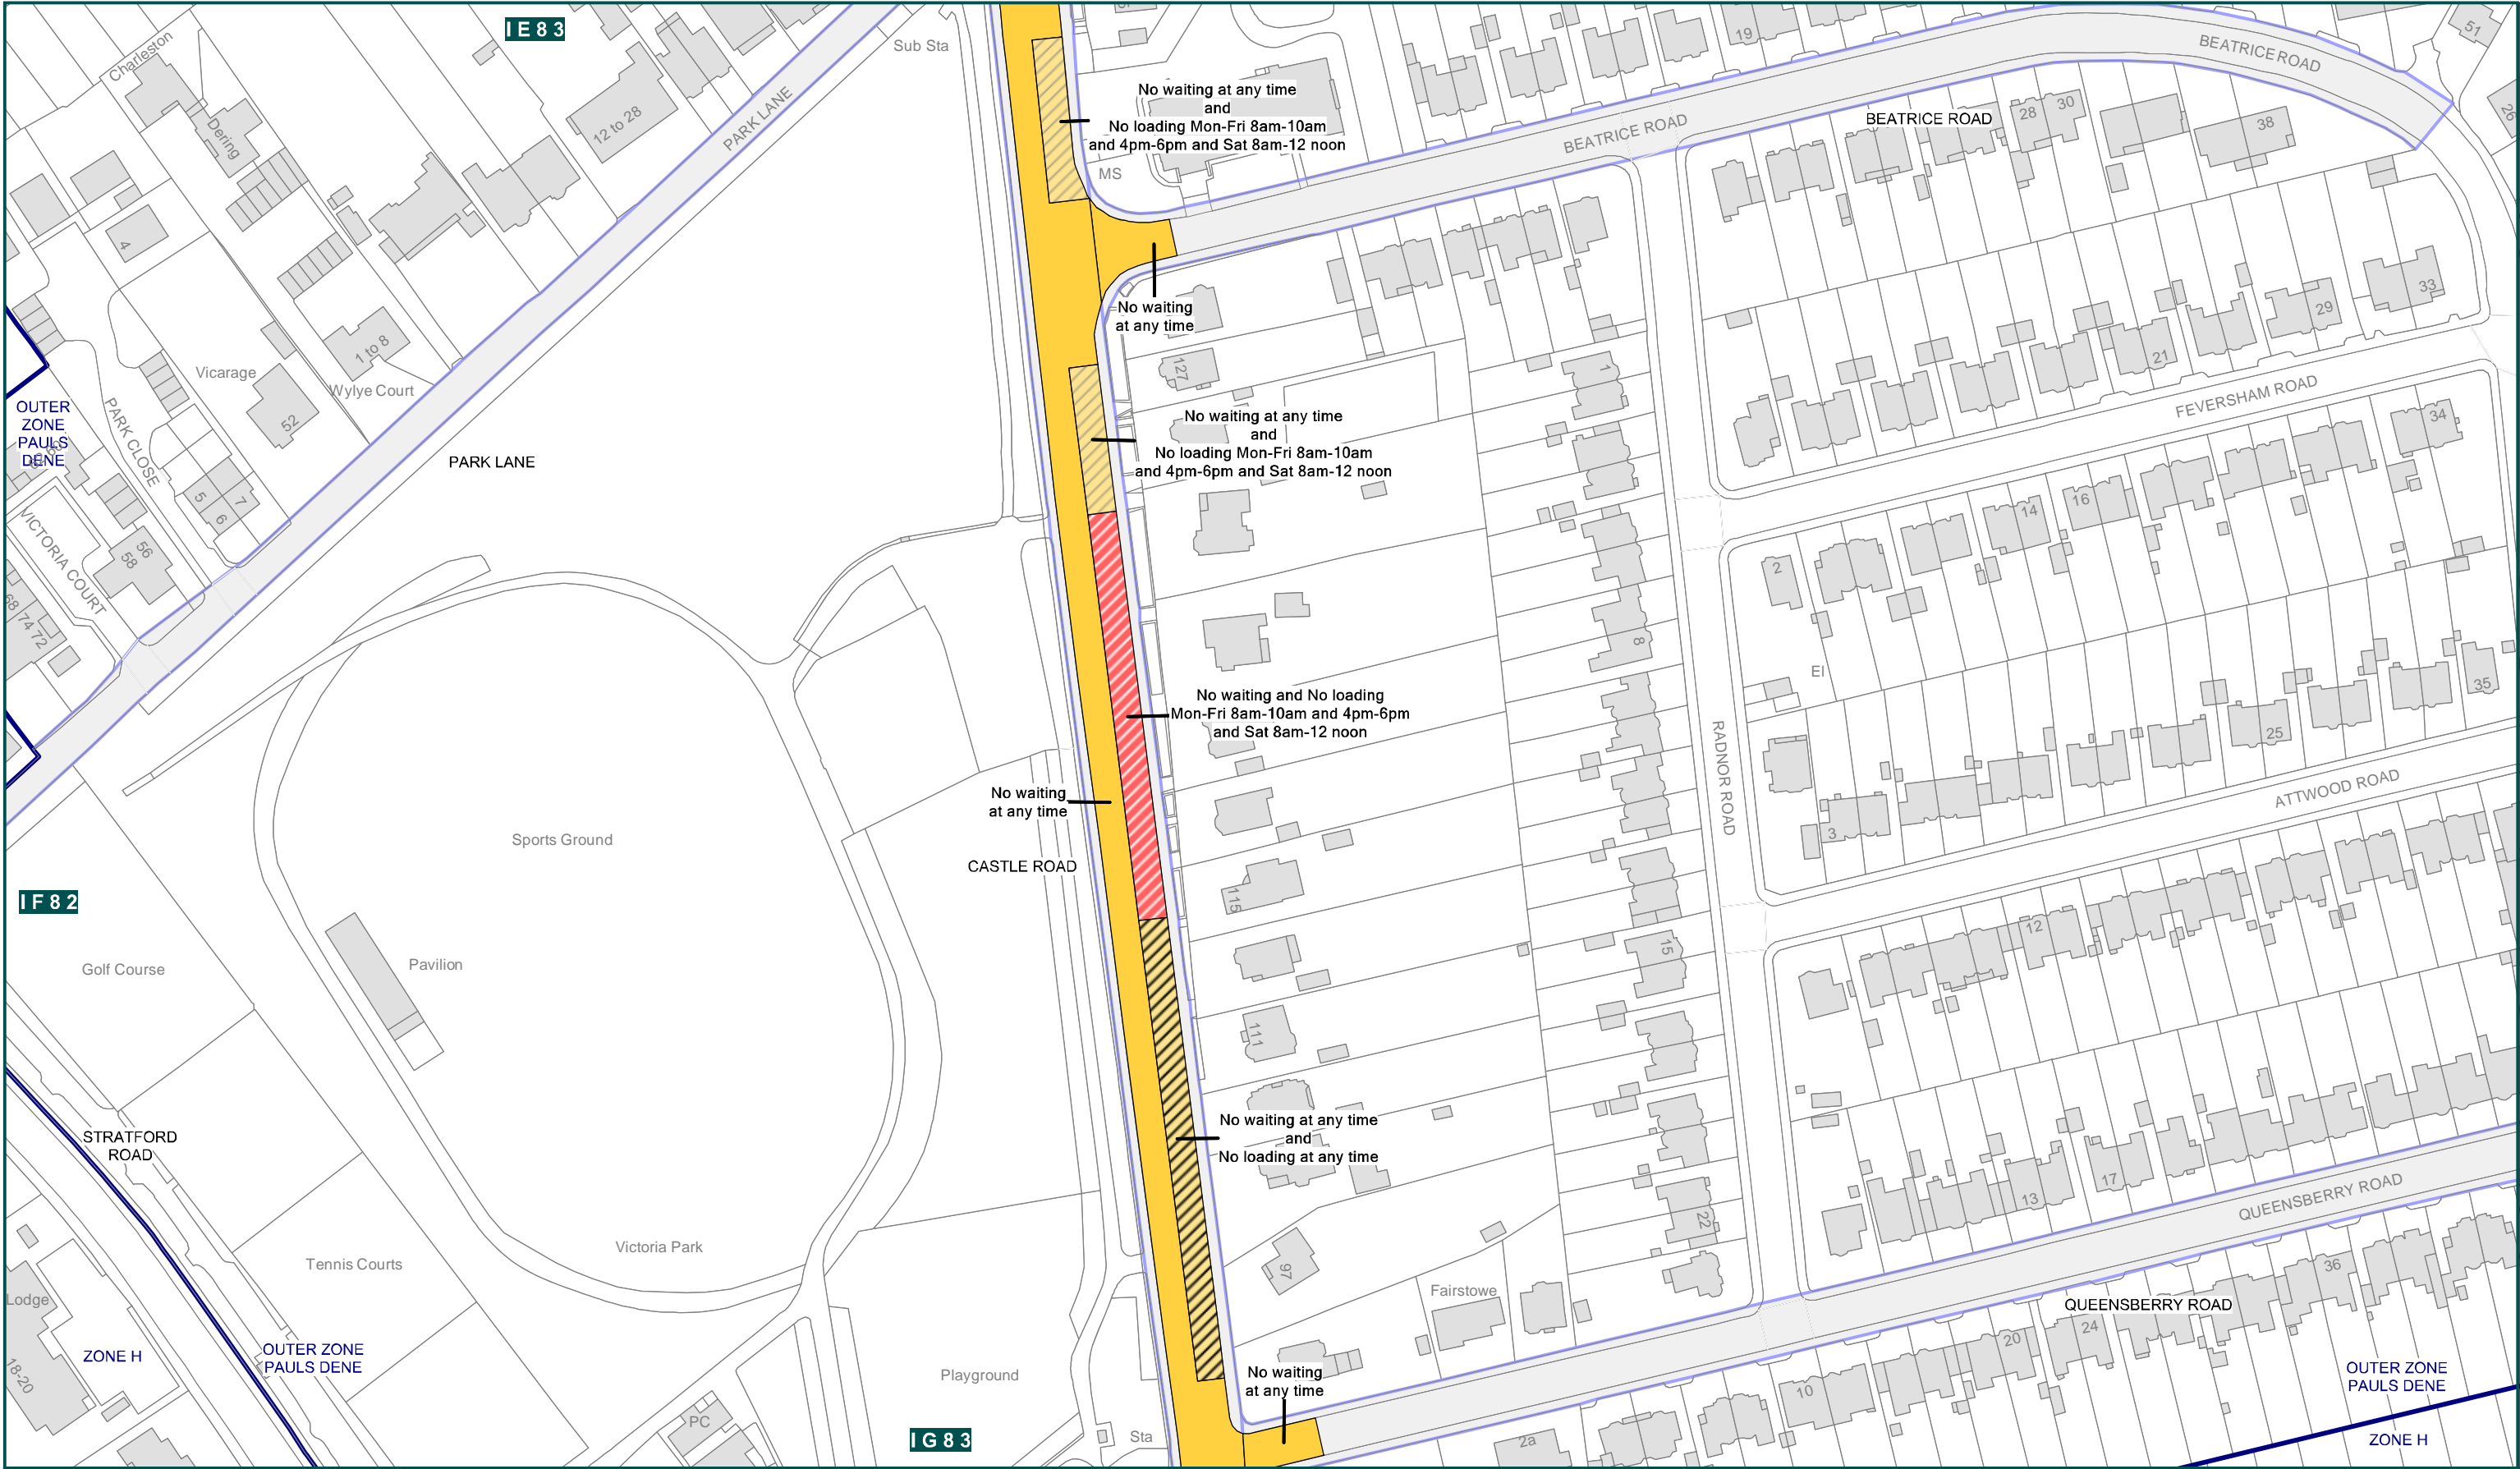 IE83
Sub Sta
Charleston
Dering
12 to 28
PARK LANE
4
1 to 8
Wylye Court
Vicarage
52
PARK CLOSE
PARK LANE
OUTER
ZONE
PAULS
DENE
5
6
7
VICTORIA COURT
56
58
68
74
72
No waiting at any time
and
No loading Mon-Fri 8am-10am
and 4pm-6pm and Sat 8am-12 noon
MS
19
BEATRICE ROAD
BEATRICE ROAD
BEATRICE ROAD
28
30
38
51
26
No waiting
at any time
127
No waiting at any time
and
No loading Mon-Fri 8am-10am
and 4pm-6pm and Sat 8am-12 noon
1
21
29
33
FEVERSHAM ROAD
34
2
14
16
8
El
RADNOR ROAD
No waiting and No loading
Mon-Fri 8am-10am and 4pm-6pm
and Sat 8am-12 noon
No waiting
at any time
CASTLE ROAD
Sports Ground
IF82
Golf Course
Pavilion
115
111
3
25
35
ATTWOOD ROAD
15
12
No waiting at any time
and
No loading at any time
STRATFORD
ROAD
Tennis Courts
Victoria Park
Lodge
18-20
ZONE H
OUTER ZONE
PAULS DENE
97
22
13
17
QUEENSBERRY ROAD
Fairstowe
QUEENSBERRY ROAD
36
24
20
10
2a
No waiting
at any time
Playground
PC
IG83
Sta
OUTER ZONE
PAULS DENE
ZONE H